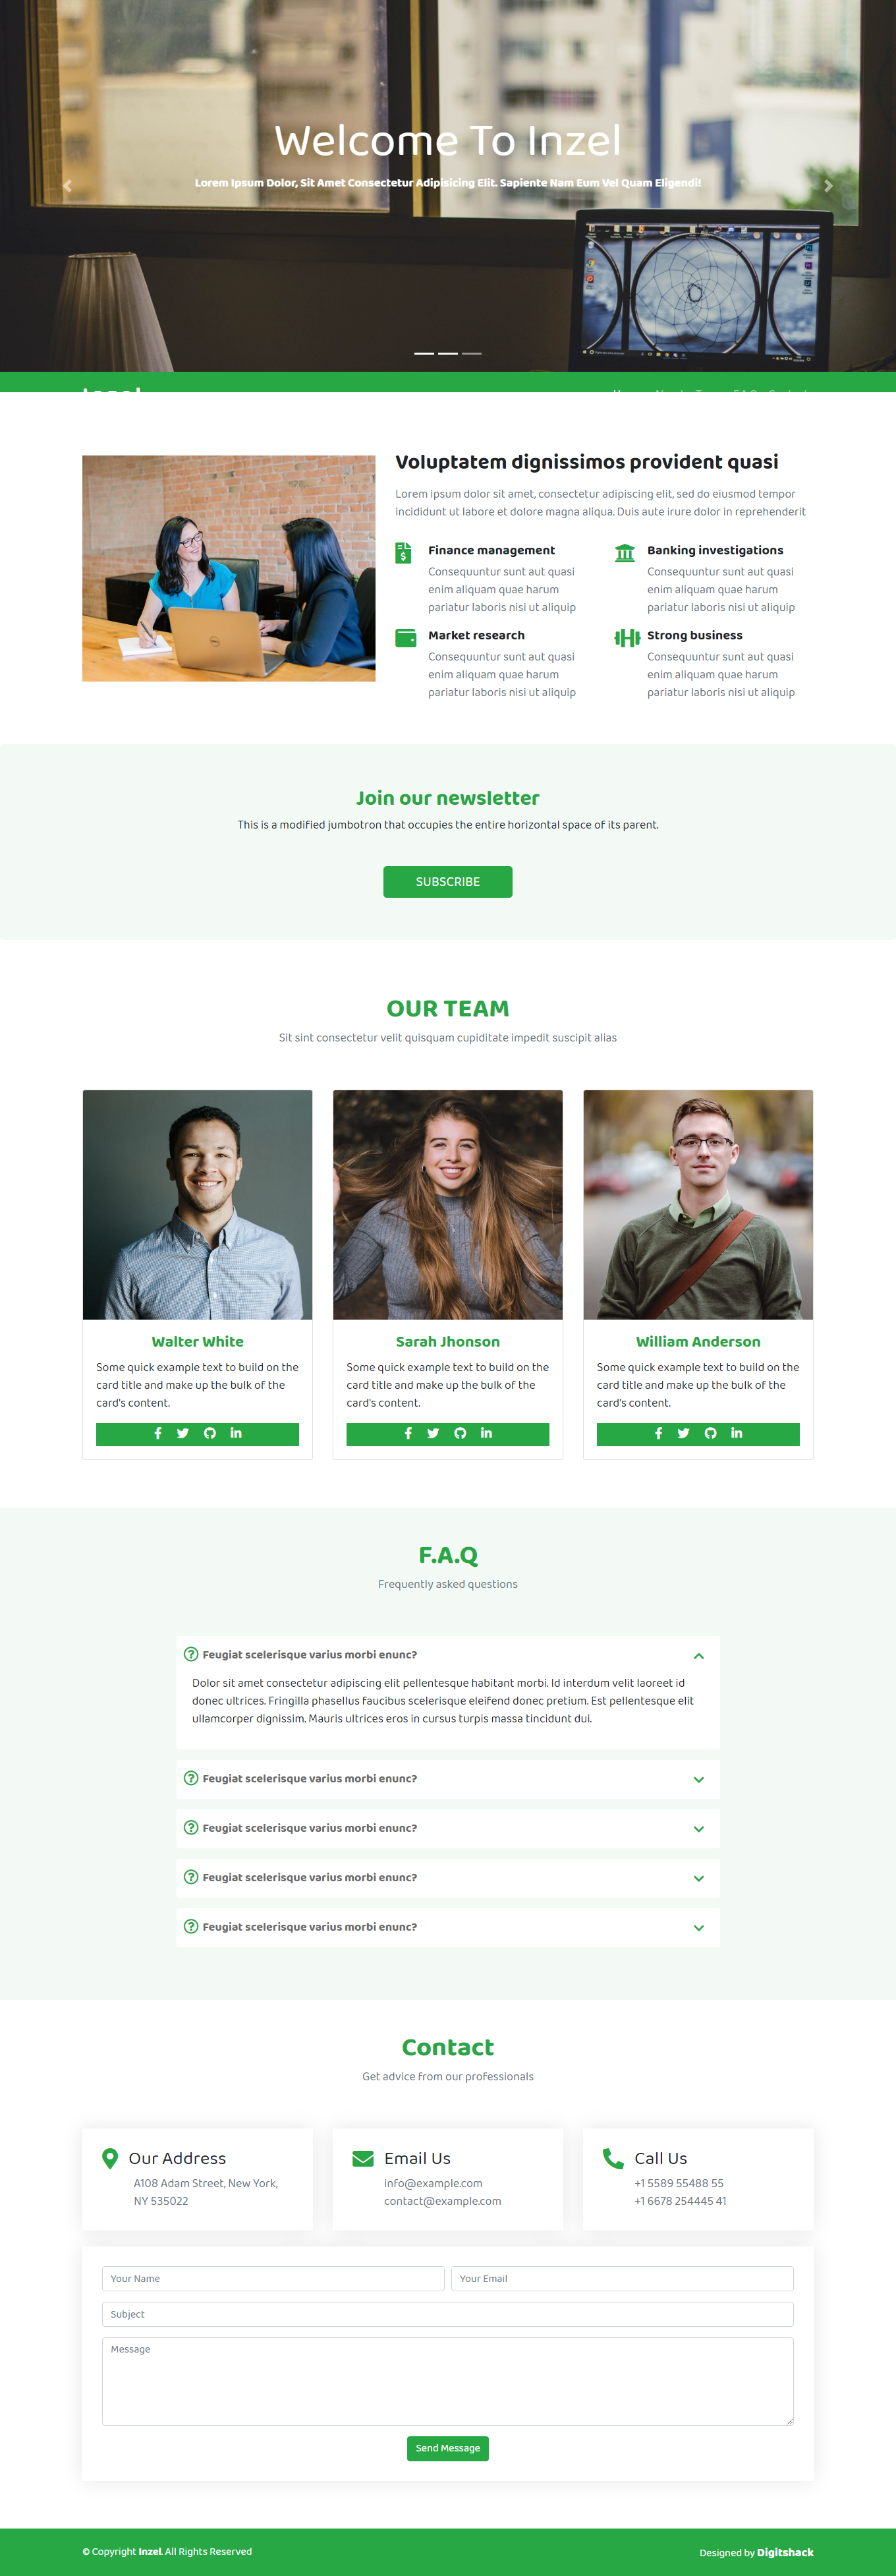 Welcome To Inzel
Lorem Ipsum Dolor, Sit Amet Consectetur Adipisicing Elit. Sapiente Nam Eum Vel Quam Eligendi!
Voluptatem dignissimos provident quasi
Lorem ipsum dolor sit amet, consectetur adipiscing elit, sed do eiusmod tempor
incididunt ut labore et dolore magna aliqua. Duis aute irure dolor in reprehenderit
Finance management
Consequuntur sunt aut quasi
enim aliquam quae harum
pariatur laboris nisi ut aliquip
Banking investigations
Consequuntur sunt aut quasi
enim aliquam quae harum
pariatur laboris nisi ut aliquip
Market research
Consequuntur sunt aut quasi
enim aliquam quae harum
pariatur laboris nisi ut aliquip
Strong business
Consequuntur sunt aut quasi
enim aliquam quae harum
pariatur laboris nisi ut aliquip
Join our newsletter
This is a modified jumbotron that occupies the entire horizontal space of its parent.
SUBSCRIBE
OUR TEAM
Sit sint consectetur velit quisquam cupiditate impedit suscipit alias
Walter White
Some quick example text to build on the
card title and make up the bulk of the
card's content.
Sarah Jhonson
Some quick example text to build on the
card title and make up the bulk of the
card's content.
William Anderson
Some quick example text to build on the
card title and make up the bulk of the
card's content.
F.A.Q
Frequently asked questions
Feugiat scelerisque varius morbi enunc?
Dolor sit amet consectetur adipiscing elit pellentesque habitant morbi. Id interdum velit laoreet id
donec ultrices. Fringilla phasellus faucibus scelerisque eleifend donec pretium. Est pellentesque elit
ullamcorper dignissim. Mauris ultrices eros in cursus turpis massa tincidunt dui.
Feugiat scelerisque varius morbi enunc?
Feugiat scelerisque varius morbi enunc?
Feugiat scelerisque varius morbi enunc?
Feugiat scelerisque varius morbi enunc?
Contact
Get advice from our professionals
Our Address
A108 Adam Street, New York,
NY 535022
Email Us
info@example.com
contact@example.com
Call Us
+1 5589 55488 55
+1 6678 254445 41
Your Name
Your Email
Subject
Message
Send Message
© Copyright Inzel. All Rights Reserved
Designed by Digitshack